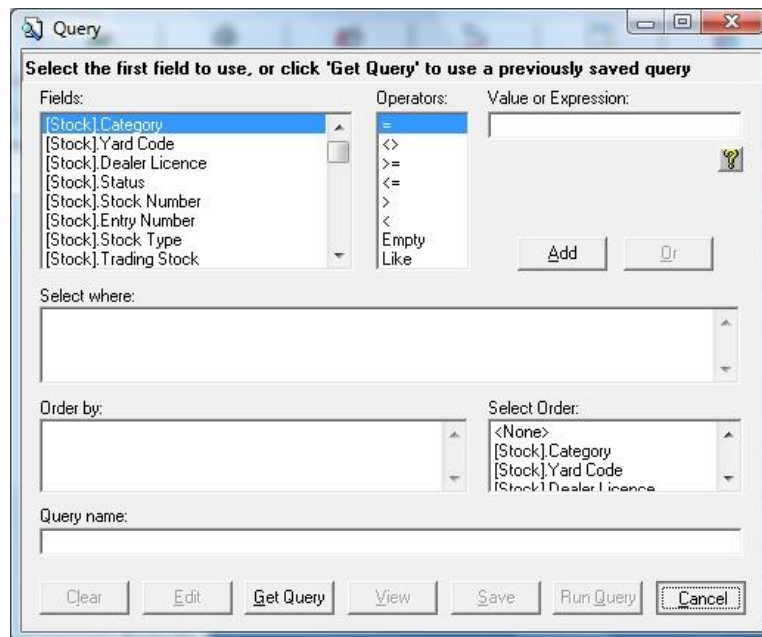 Query
Select the first field to use, or click 'Get Query' to use a previously saved query
Fields:
[Stock].Category
[Stock].Yard Code
[Stock].Dealer Licence
[Stock].Status
[Stock].Stock Number
[Stock].Entry Number
[Stock].Stock Type
[Stock].Trading Stock
Operators:
=
<>
>=
<=
>
<
Empty
Like
Value or Expression:
?
Add
Or
Select where:
Order by:
Select Order:
<None>
[Stock].Category
[Stock].Yard Code
[Stock].Dealer Licence
Query name:
Clear
Edit
Get Query
View
Save
Run Query
Cancel